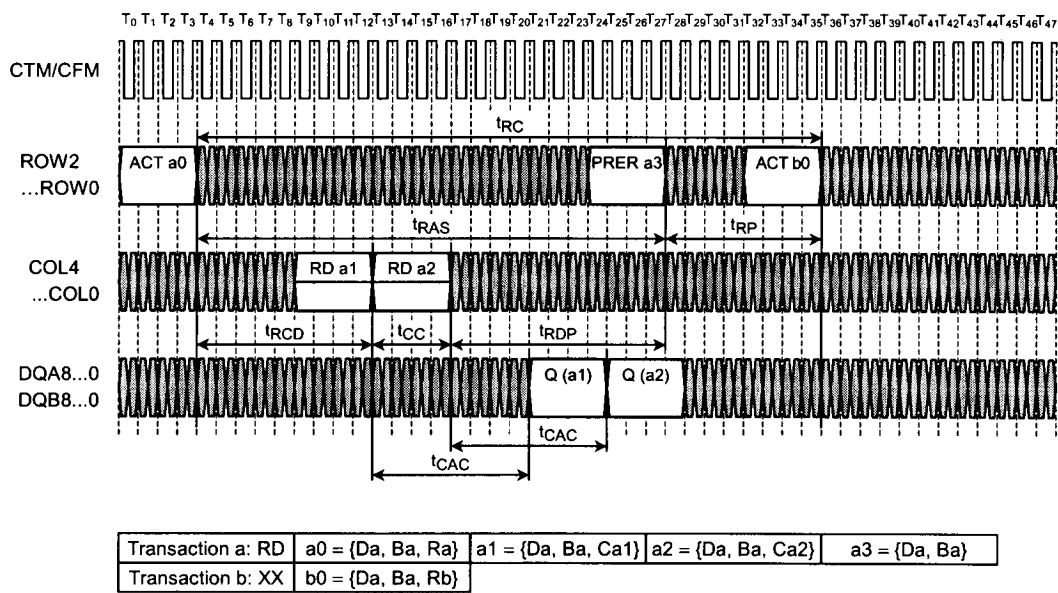 T0 T1 T2 T3 T4 T5 T6 T7 T8 T9 T10 T11 T12 T13 T14 T15 T16 T17 T18 T19 T20 T21 T22 T23 T24 T25 T26 T27 T28 T29 T30 T31 T32 T33 T34 T35 T36 T37 T38 T39 T40 T41 T42 T43 T44 T45 T46 T47
CTM/CFM
tRC
ROW2 ACT a0 PRER a3 ACT b0
...ROW0
tRAS tRP
COL4 RD a1 RD a2
...COL0
tRCD tCC tRDP
DQA8...0 Q (a1) Q (a2)
DQB8...0
tCAC
tCAC
Transaction a: RD a0 = {Da, Ba, Ra} a1 = {Da, Ba, Ca1} a2 = {Da, Ba, Ca2} a3 = {Da, Ba}
Transaction b: XX b0 = {Da, Ba, Rb}